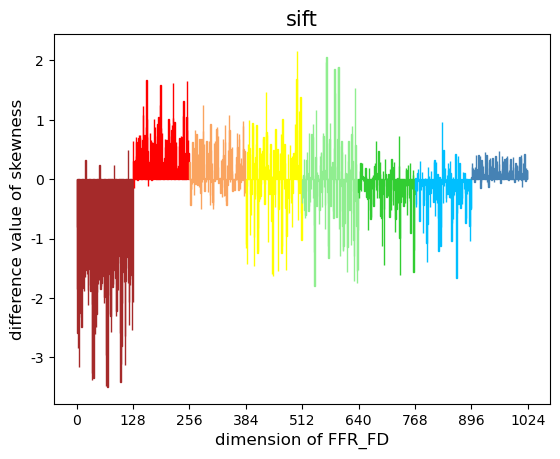 sift
difference value of skewness
2
1
0
-1
-2
-3
0 128 256 384 512 640 768 896 1024
dimension of FFR_FD